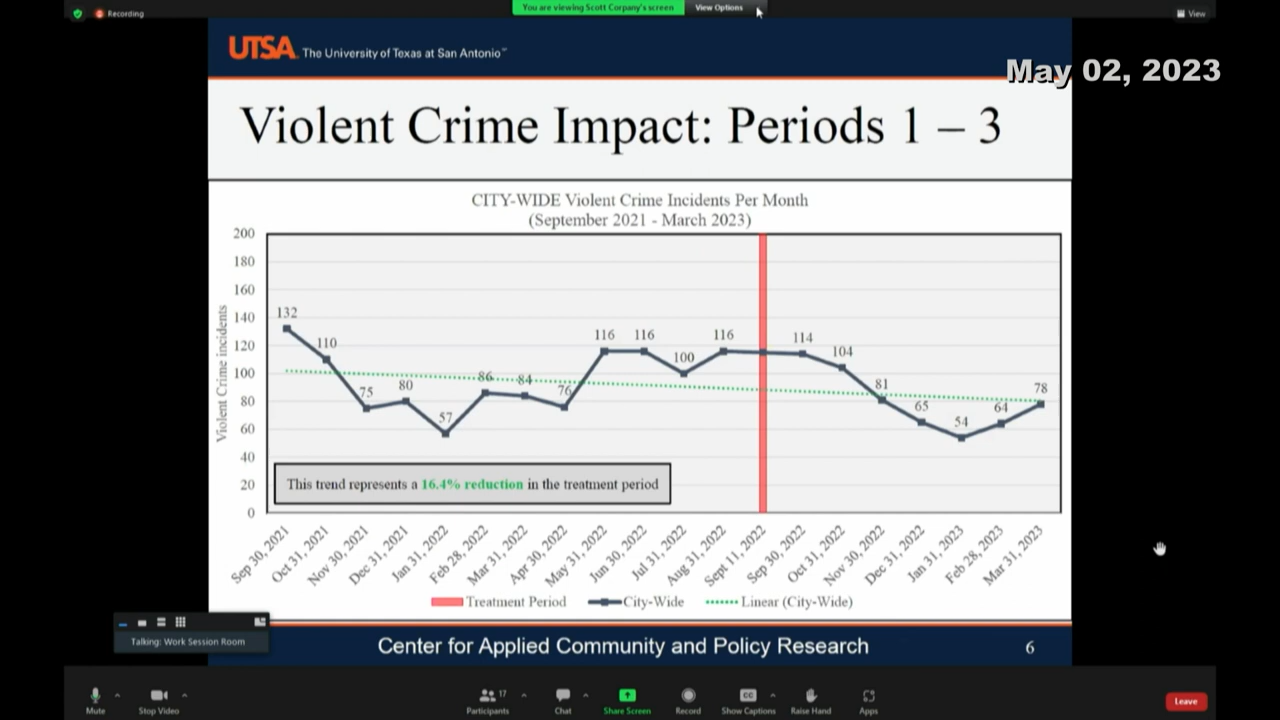 Recording
You are viewing Scott Corpany's screen
View Options
View
UTSA The University of Texas at San Antonio™
May 02, 2023
Violent Crime Impact: Periods 1 – 3
CITY-WIDE Violent Crime Incidents Per Month
(September 2021 - March 2023)
Violent Crime incidents
200
180
160
140
120
100
80
60
40
20
0
132
110
75
80
57
86
84
76
116
116
100
116
114
104
81
65
54
64
78
This trend represents a 16.4% reduction in the treatment period
Sep 30, 2021
Oct 31, 2021
Nov 30, 2021
Dec 31, 2021
Jan 31, 2022
Feb 28, 2022
Mar 31, 2022
Apr 30, 2022
May 31, 2022
Jun 30, 2022
Jul 31, 2022
Aug 31, 2022
Sept 11, 2022
Sep 30, 2022
Oct 31, 2022
Nov 30, 2022
Dec 31, 2022
Jan 31, 2023
Feb 28, 2023
Mar 31, 2023
Treatment Period
City-Wide
Linear (City-Wide)
Talking: Work Session Room
Center for Applied Community and Policy Research
6
Mute
Stop Video
Participants
17
Chat
Share Screen
Record
CC
Show Captions
Raise Hand
Apps
Leave